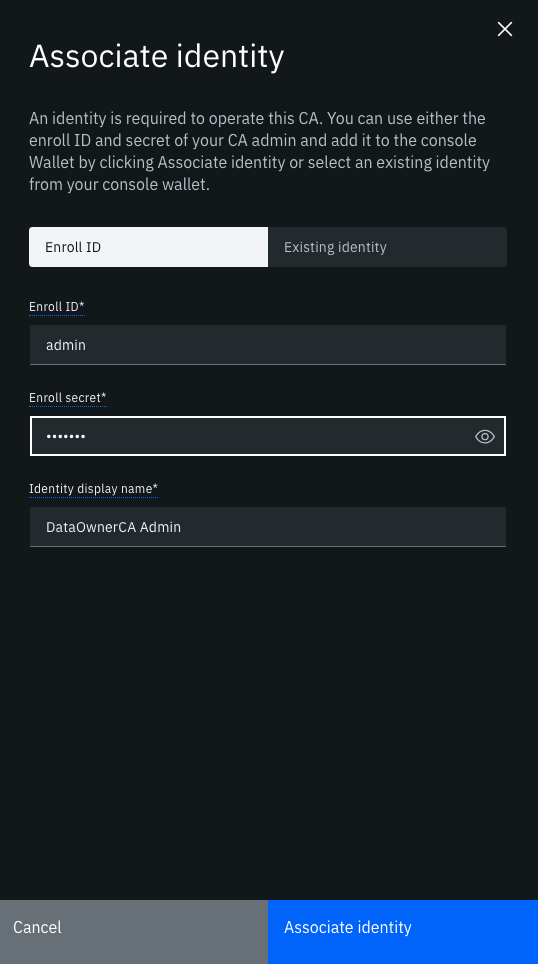 Associate identity
An identity is required to operate this CA. You can use either the
enroll ID and secret of your CA admin and add it to the console
Wallet by clicking Associate identity or select an existing identity
from your console wallet.
Enroll ID
Existing identity
Enroll ID*
admin
Enroll secret*
•••••••
Identity display name*
DataOwnerCA Admin
Cancel
Associate identity